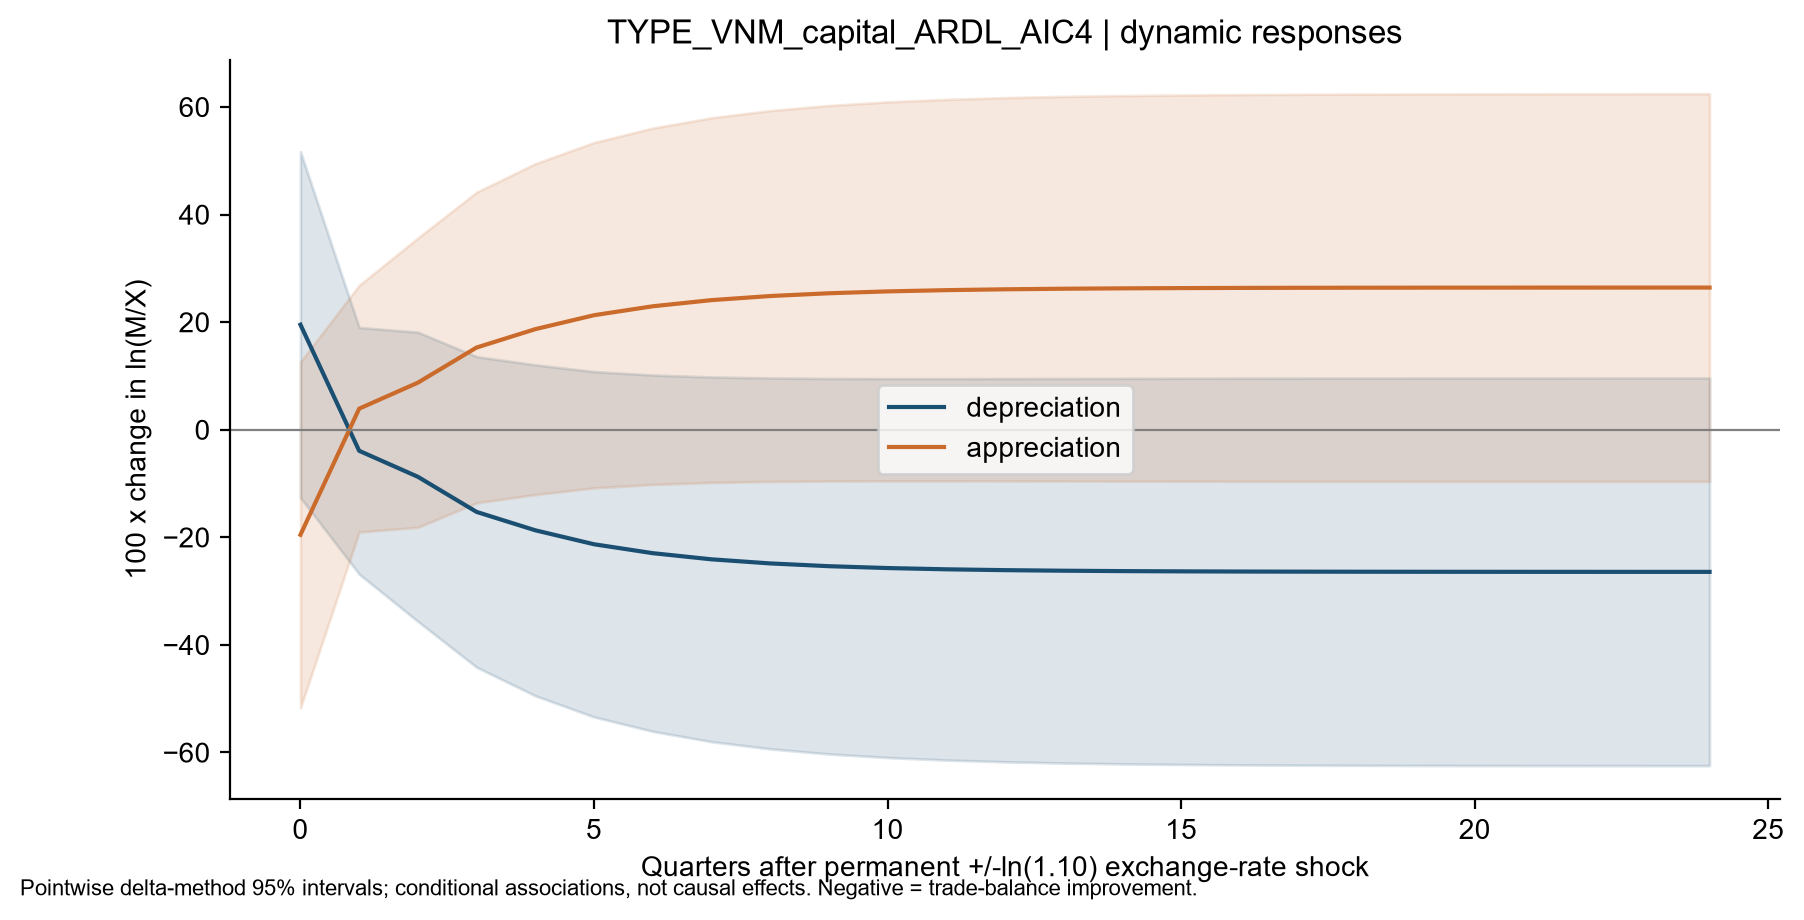 TYPE_VNM_capital_ARDL_AIC4 | dynamic responses
100 x change in ln(M/X)
60
40
20
0
−20
−40
−60
depreciation
appreciation
0
5
10
15
20
25
Quarters after permanent +/-ln(1.10) exchange-rate shock
Pointwise delta-method 95% intervals; conditional associations, not causal effects. Negative = trade-balance improvement.